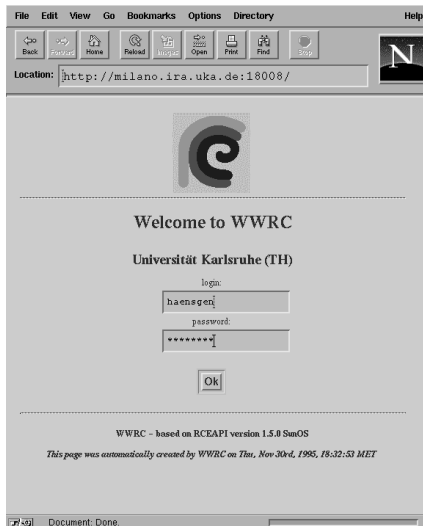 File Edit View Go Bookmarks Options Directory Help
Back Forward Home Reload Images Open Print Find Stop
N
Location: http://milano.ira.uka.de:18008/
Welcome to WWRC
Universität Karlsruhe (TH)
login:
haensgen
password:
********
Ok
WWRC - based on RCEAPI version 1.5.0 SunOS
This page was automatically created by WWRC on Thu, Nov 30rd, 1995, 18:32:53 MET
Document: Done.